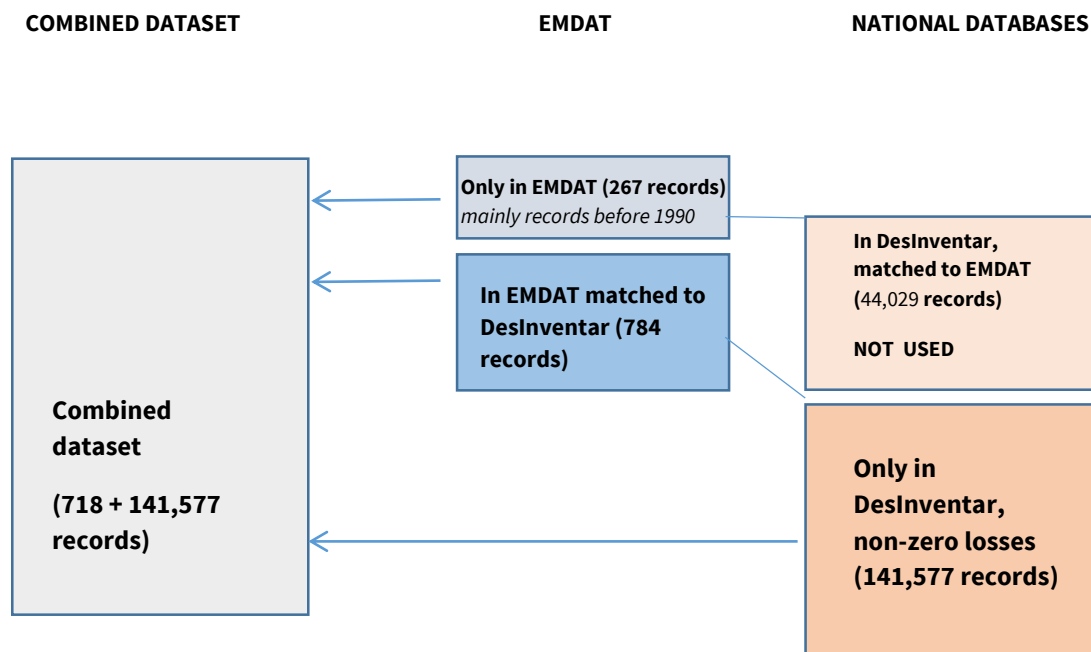 COMBINED DATASET
EMDAT
NATIONAL DATABASES
Only in EMDAT (267 records)
mainly records before 1990
In EMDAT matched to
DesInventar (784
records)
In DesInventar,
matched to EMDAT
(44,029 records)
NOT USED
Combined
dataset
(718 + 141,577
records)
Only in
DesInventar,
non-zero losses
(141,577 records)